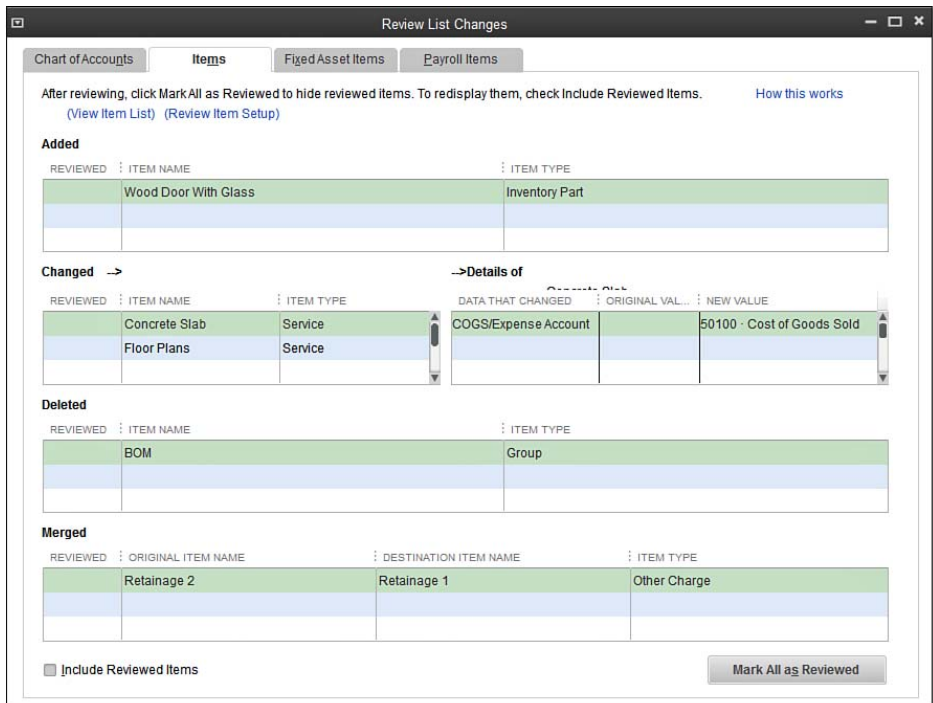 Review List Changes
Chart of Accounts Items Fixed Asset Items Payroll Items
After reviewing, click Mark All as Reviewed to hide reviewed items. To redisplay them, check Include Reviewed Items. How this works
(View Item List) (Review Item Setup)
Added
REVIEWED ITEM NAME ITEM TYPE
Wood Door With Glass Inventory Part
Changed --> -->Details of
Concrete Slab
REVIEWED ITEM NAME ITEM TYPE DATA THAT CHANGED ORIGINAL VAL... NEW VALUE
Concrete Slab Service COGS/Expense Account 50100 · Cost of Goods Sold
Floor Plans Service
Deleted
REVIEWED ITEM NAME ITEM TYPE
BOM Group
Merged
REVIEWED ORIGINAL ITEM NAME DESTINATION ITEM NAME ITEM TYPE
Retainage 2 Retainage 1 Other Charge
Include Reviewed Items Mark All as Reviewed